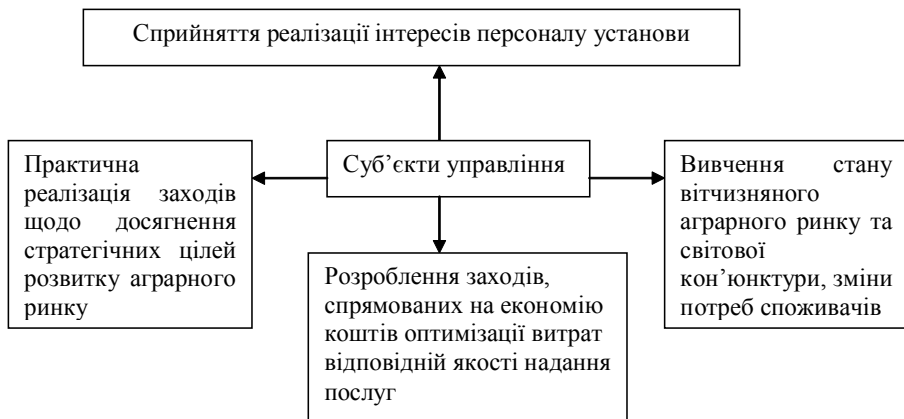 Сприйняття реалізації інтересів персоналу установи
Практична
реалізація заходів
щодо досягнення
стратегічних цілей
розвитку аграрного
ринку
Суб’єкти управління
Вивчення стану
вітчизняного
аграрного ринку та
світової
кон’юнктури, зміни
потреб споживачів
Розроблення заходів,
спрямованих на економію
коштів оптимізації витрат
відповідній якості надання
послуг